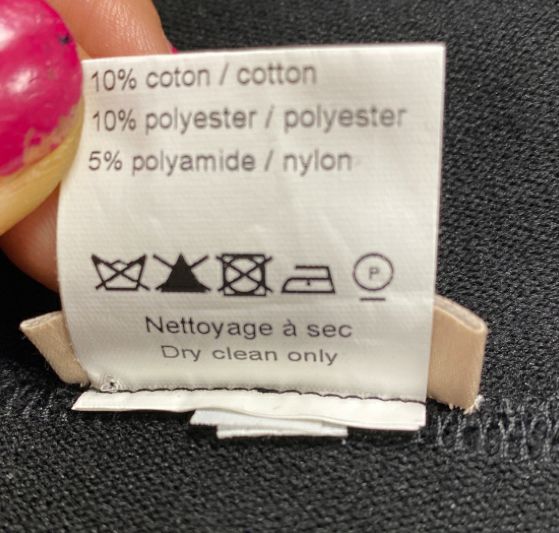 10% coton / cotton
10% polyester / polyester
5% polyamide / nylon
P
Nettoyage à sec
Dry clean only